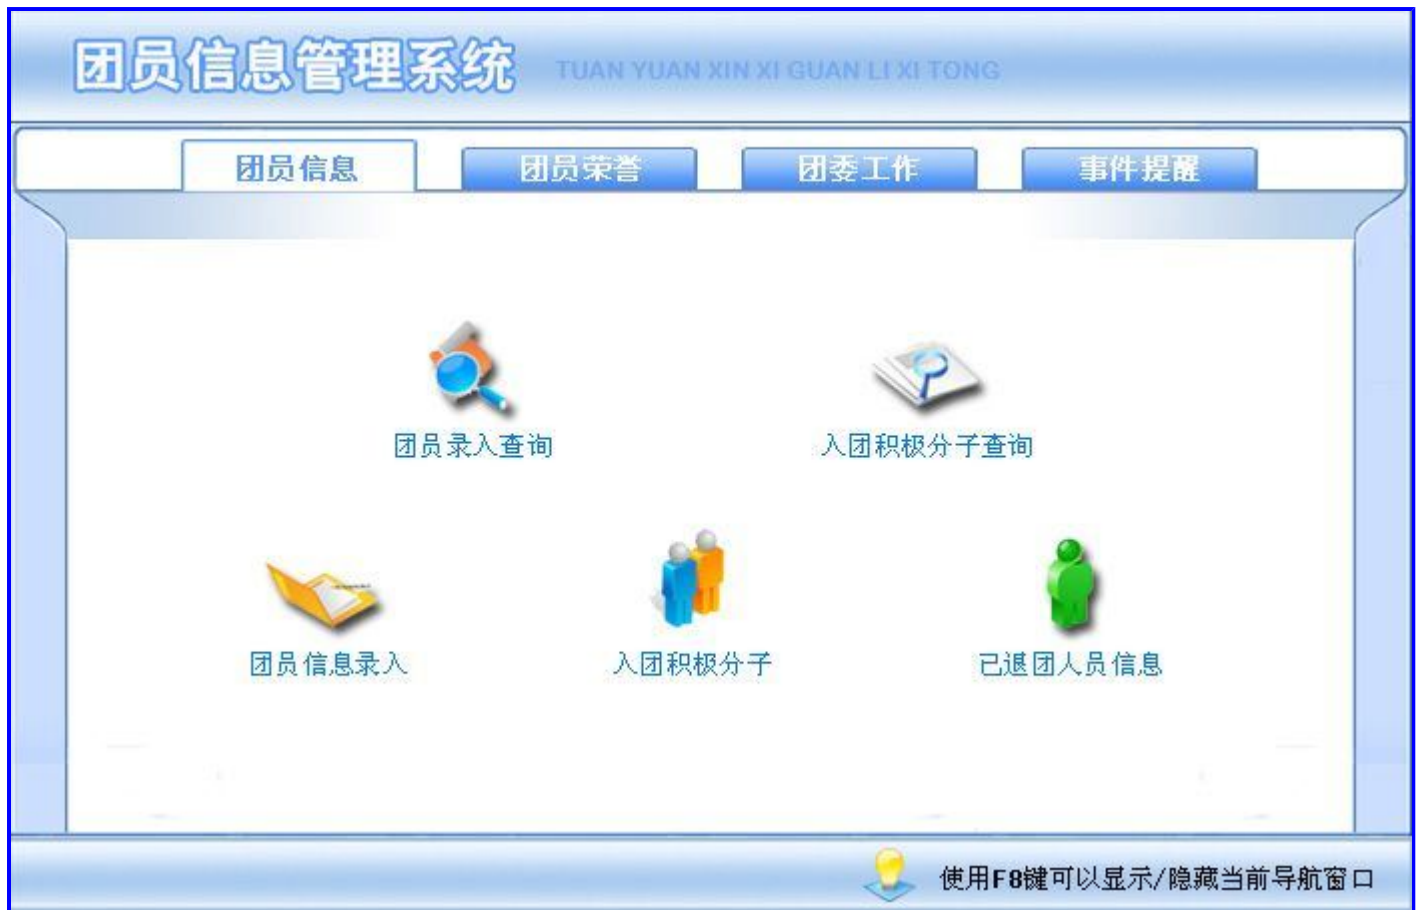 团员信息管理系统 TUAN YUAN XIN XI GUAN LI XI TONG
团员信息 团员荣誉 团委工作 事件提醒
团员录入查询 入团积极分子查询
团员信息录入 入团积极分子 已退团人员信息
使用F8键可以显示/隐藏当前导航窗口